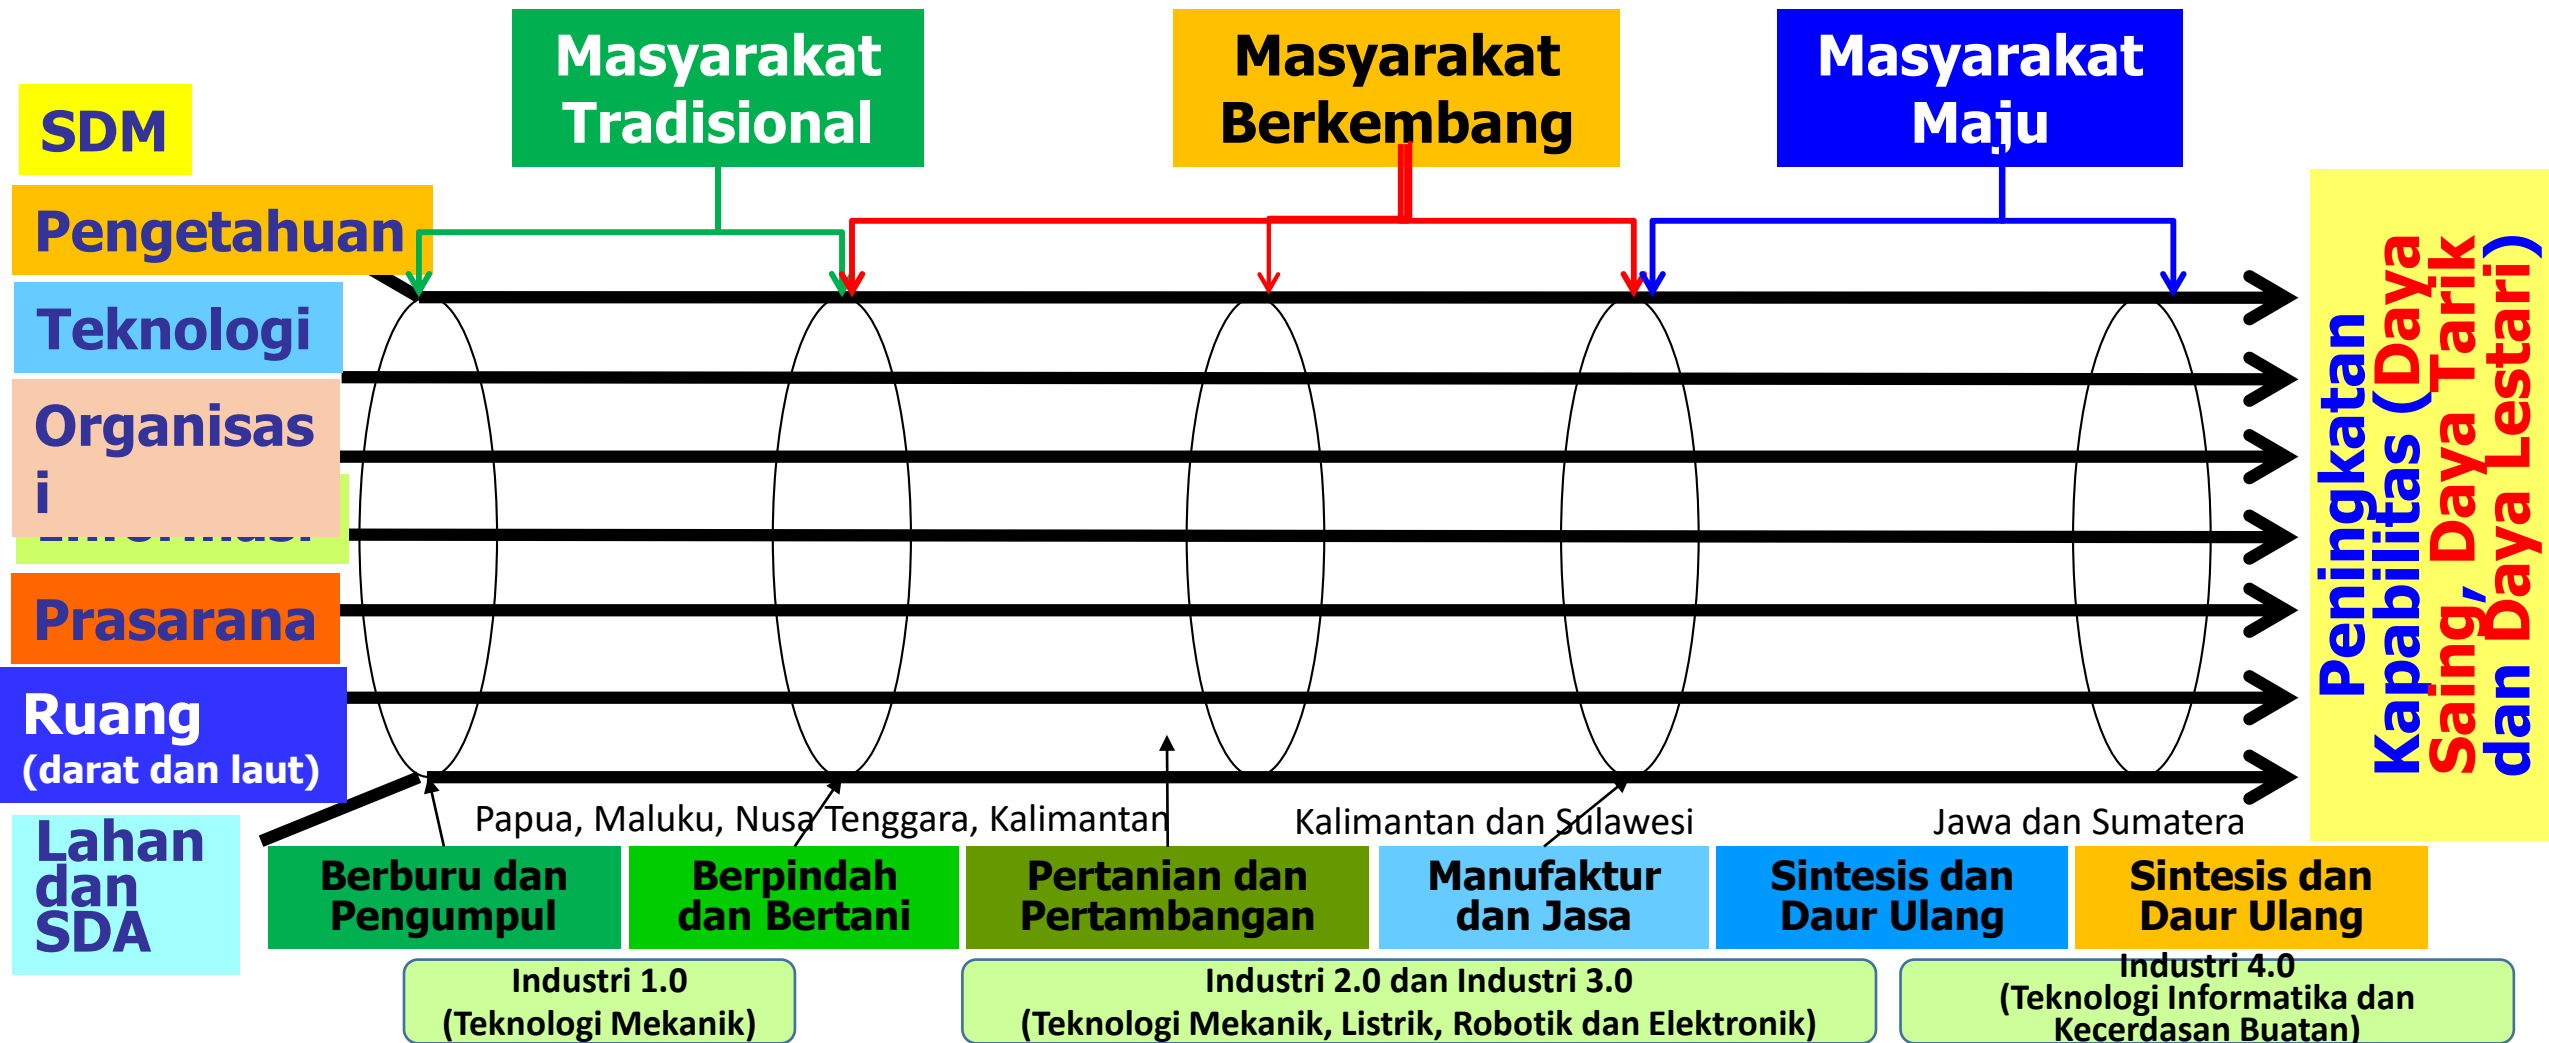 Masyarakat
Tradisional
Masyarakat
Berkembang
Masyarakat
Maju
SDM
Pengetahuan
Teknologi
Organisas
i
Prasarana
Ruang
(darat dan laut)
Lahan
dan
SDA
Peningkatan
Kapabilitas (Daya
Saing, Daya Tarik
dan Daya Lestari)
Papua, Maluku, Nusa Tenggara, Kalimantan
Kalimantan dan Sulawesi
Jawa dan Sumatera
Berburu dan
Pengumpul
Berpindah
dan Bertani
Pertanian dan
Pertambangan
Manufaktur
dan Jasa
Sintesis dan
Daur Ulang
Sintesis dan
Daur Ulang
Industri 1.0
(Teknologi Mekanik)
Industri 2.0 dan Industri 3.0
(Teknologi Mekanik, Listrik, Robotik dan Elektronik)
Industri 4.0
(Teknologi Informatika dan
Kecerdasan Buatan)